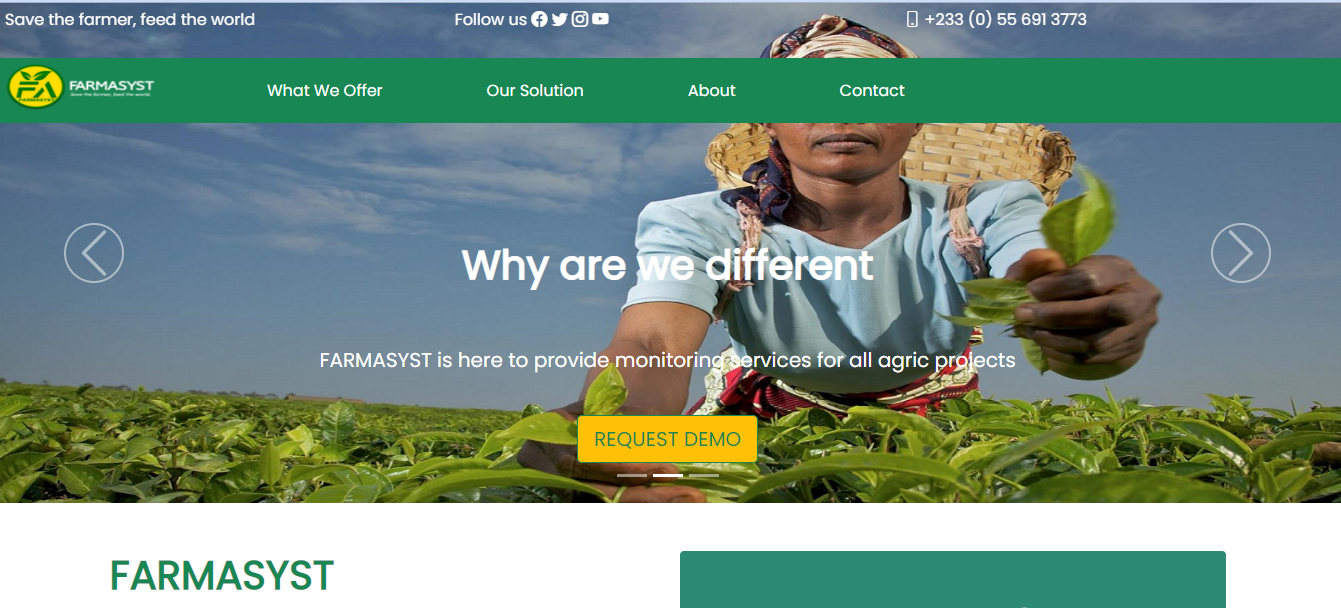 Save the farmer, feed the world
Follow us
+233 (0) 55 691 3773
FA
FARMASYST
FARMASYST
Save the farmer, feed the world
What We Offer
Our Solution
About
Contact
Why are we different
FARMASYST is here to provide monitoring services for all agric projects
REQUEST DEMO
FARMASYST